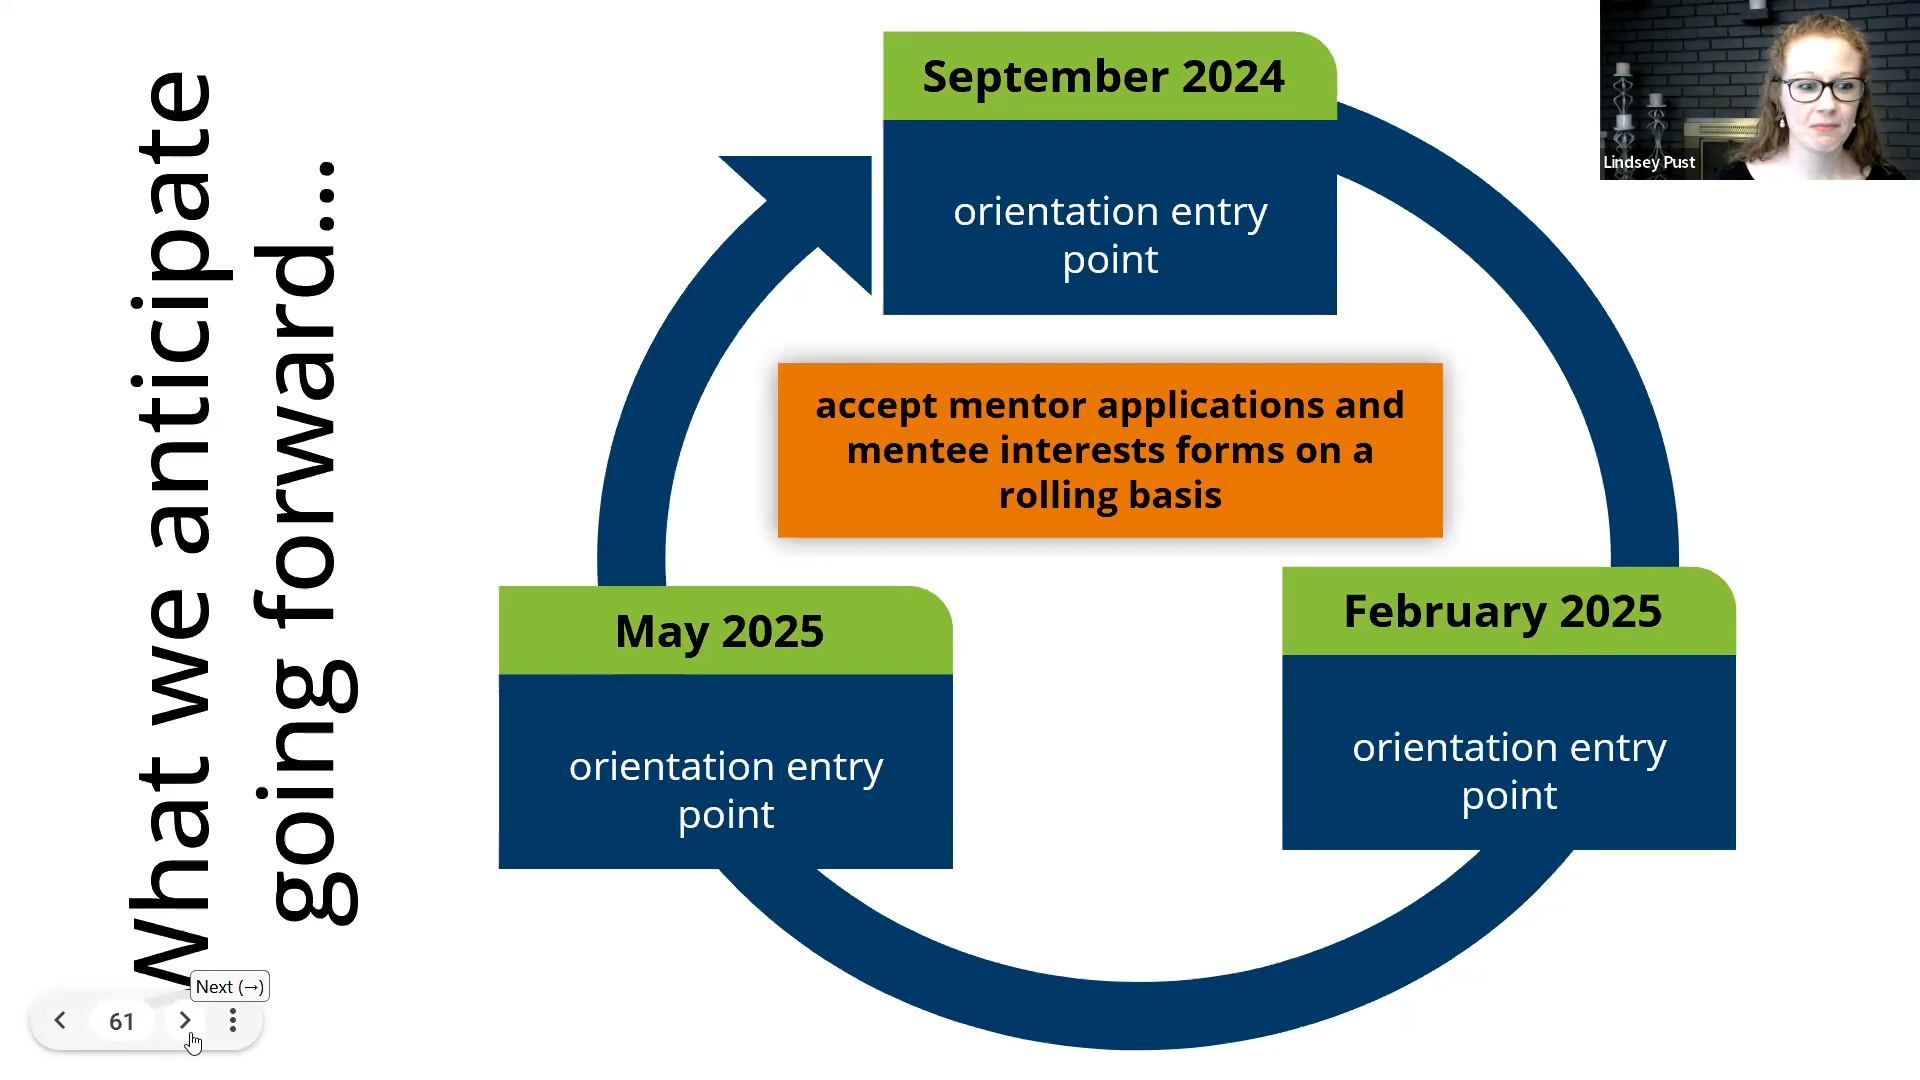 What we anticipate
going forward...
September 2024
orientation entry
point
accept mentor applications and
mentee interests forms on a
rolling basis
May 2025
orientation entry
point
February 2025
orientation entry
point
Lindsey Pust
Next (→)
61